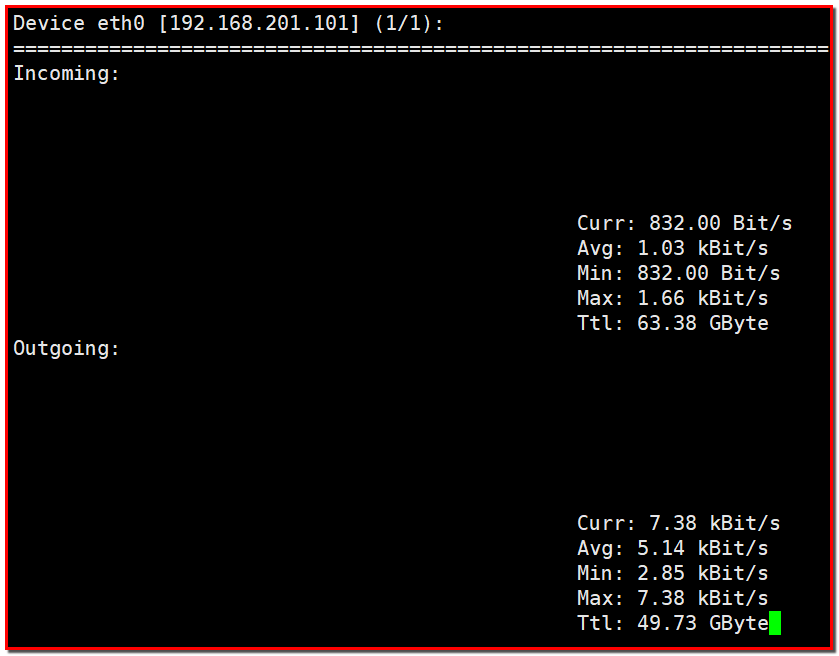 Device eth0 [192.168.201.101] (1/1):
====================================================================
Incoming:
Curr: 832.00 Bit/s
Avg: 1.03 kBit/s
Min: 832.00 Bit/s
Max: 1.66 kBit/s
Ttl: 63.38 GByte
Outgoing:
Curr: 7.38 kBit/s
Avg: 5.14 kBit/s
Min: 2.85 kBit/s
Max: 7.38 kBit/s
Ttl: 49.73 GByte